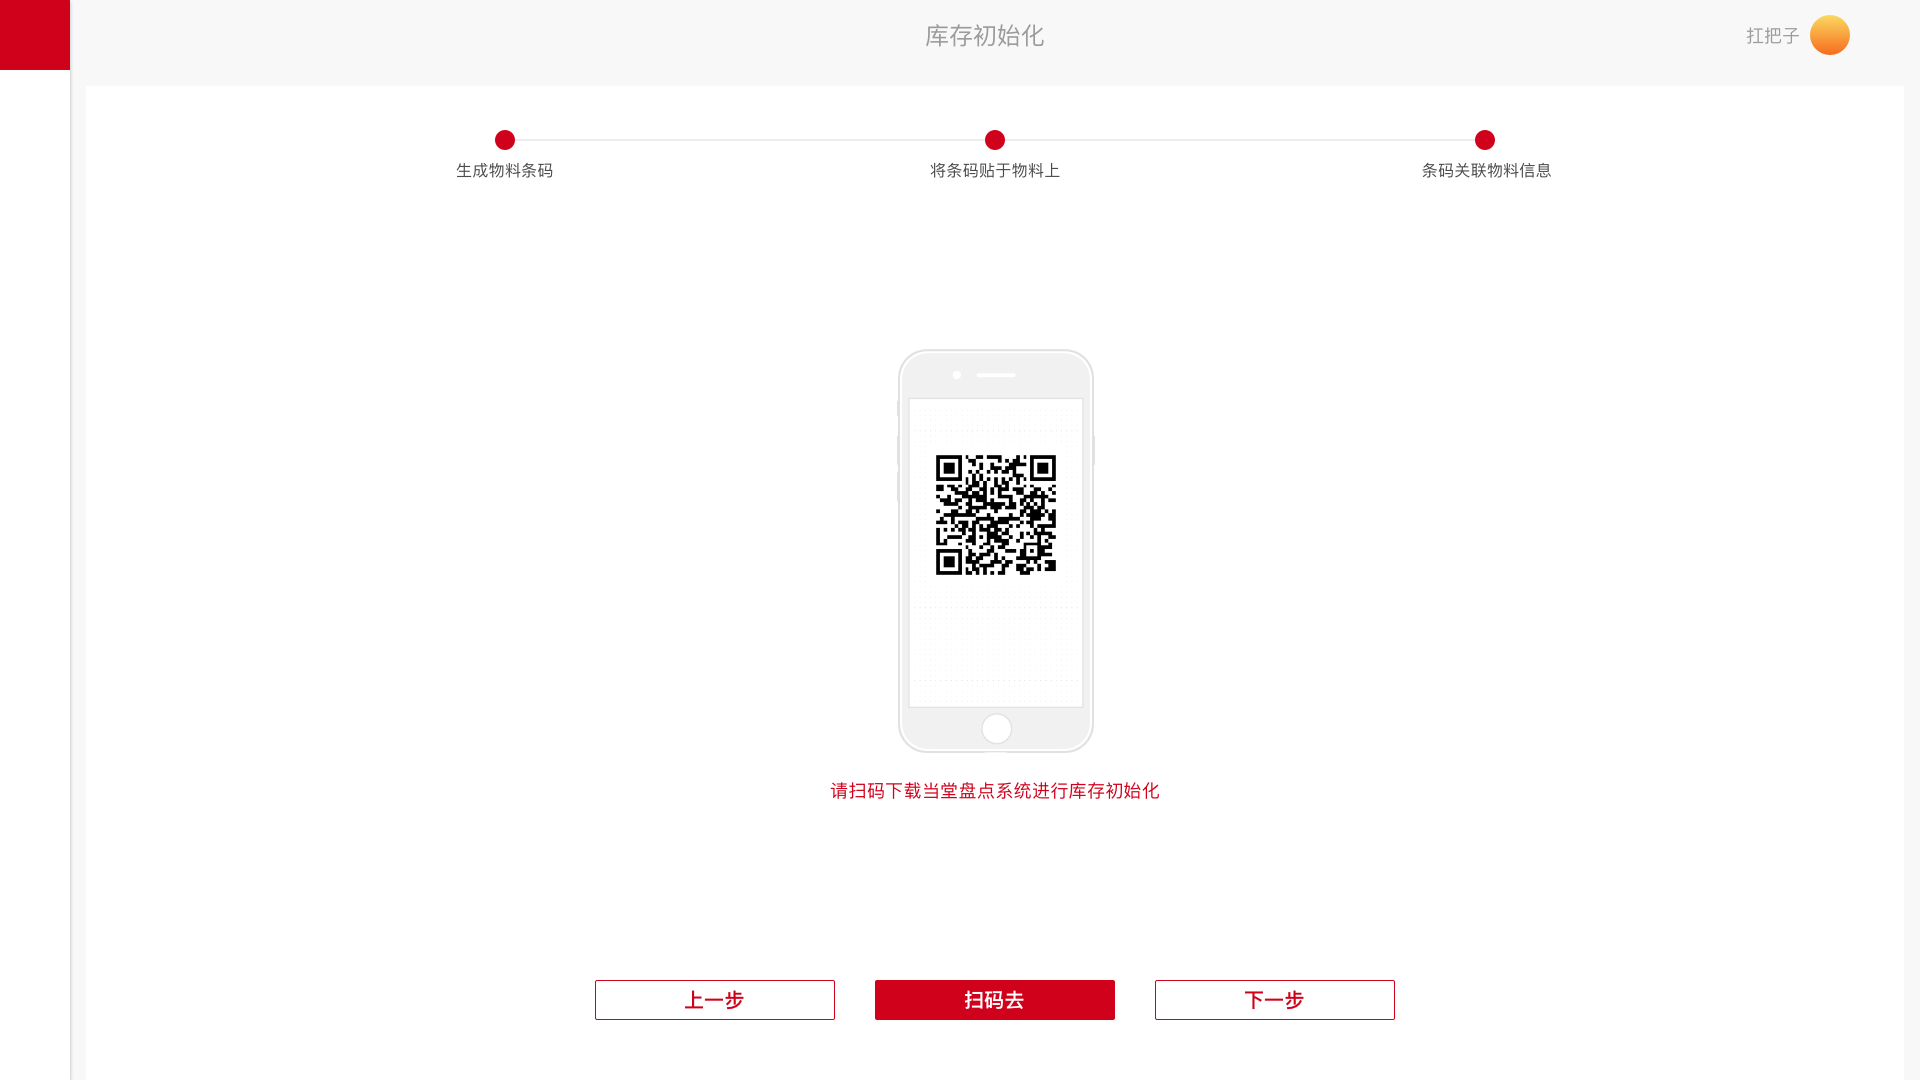 库存初始化
扛把子
生成物料条码
将条码贴于物料上
条码关联物料信息
请扫码下载当堂盘点系统进行库存初始化
上一步
扫码去
下一步